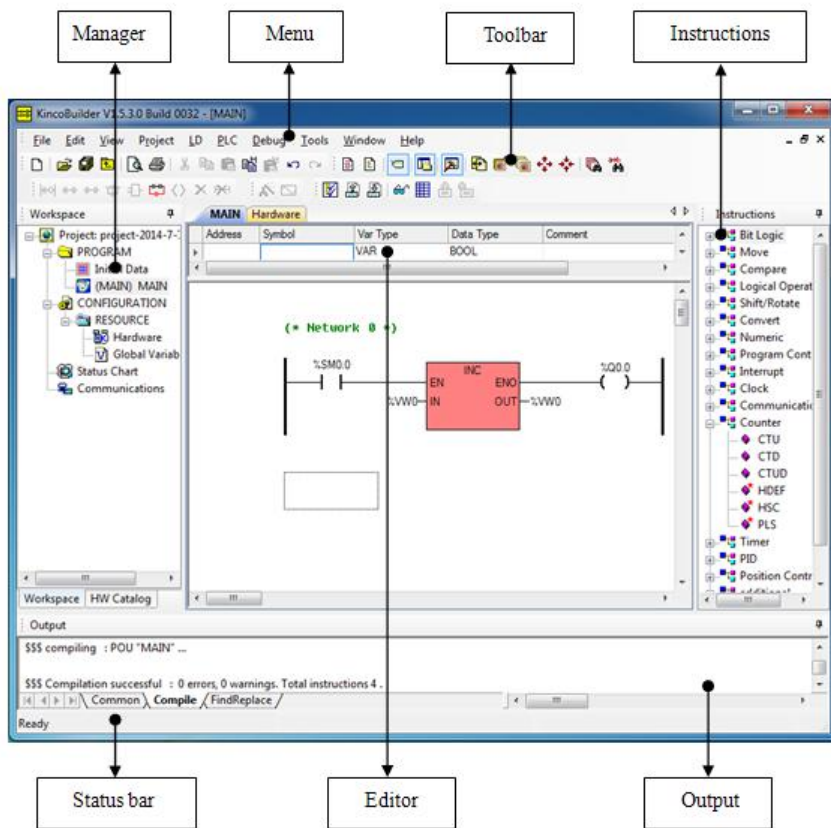 Manager
Menu
Toolbar
Instructions
KincoBuilder V1.5.3.0 Build 0032 - [MAIN]
File Edit View Project LD PLC Debug Tools Window Help
Workspace
Project: project-2014-7-
PROGRAM
Initial Data
(MAIN) MAIN
CONFIGURATION
RESOURCE
Hardware
Global Variab
Status Chart
Communications
Workspace HW Catalog
MAIN Hardware
Address Symbol Var Type Data Type Comment
VAR BOOL
(* Network 0 *)
%SM0.0
INC
%Q0.0
EN ENO
%VW0 IN OUT %VW0
Instructions
Bit Logic
Move
Compare
Logical Operat
Shift/Rotate
Convert
Numeric
Program Cont
Interrupt
Clock
Communicatic
Counter
CTU
CTD
CTUD
HDEF
HSC
PLS
Timer
PID
Position Contr
Output
$$$ compiling : POU "MAIN" ...
$$$ Compilation successful : 0 errors, 0 warnings. Total instructions 4 .
Common Compile FindReplace
Ready
Status bar
Editor
Output